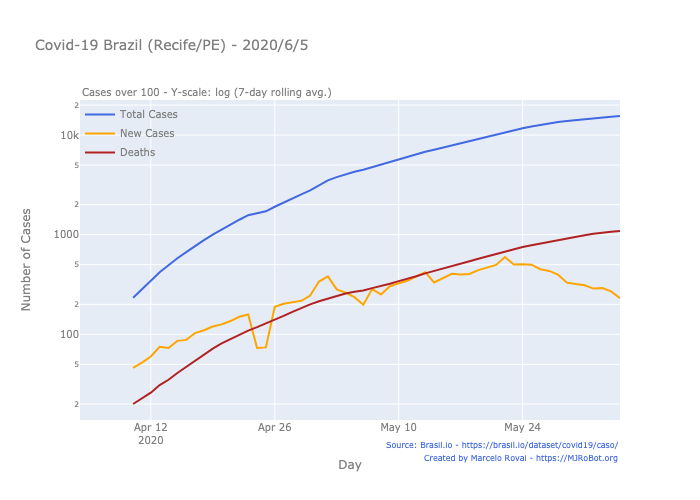 Covid-19 Brazil (Recife/PE) - 2020/6/5
Cases over 100 - Y-scale: log (7-day rolling avg.)
Total Cases
New Cases
Deaths
2
10k
5
2
1000
5
2
100
5
2
Number of Cases
Apr 12
2020
Apr 26
May 10
May 24
Day
Source: Brasil.io - https://brasil.io/dataset/covid19/caso/
Created by Marcelo Rovai - https://MJRoBot.org